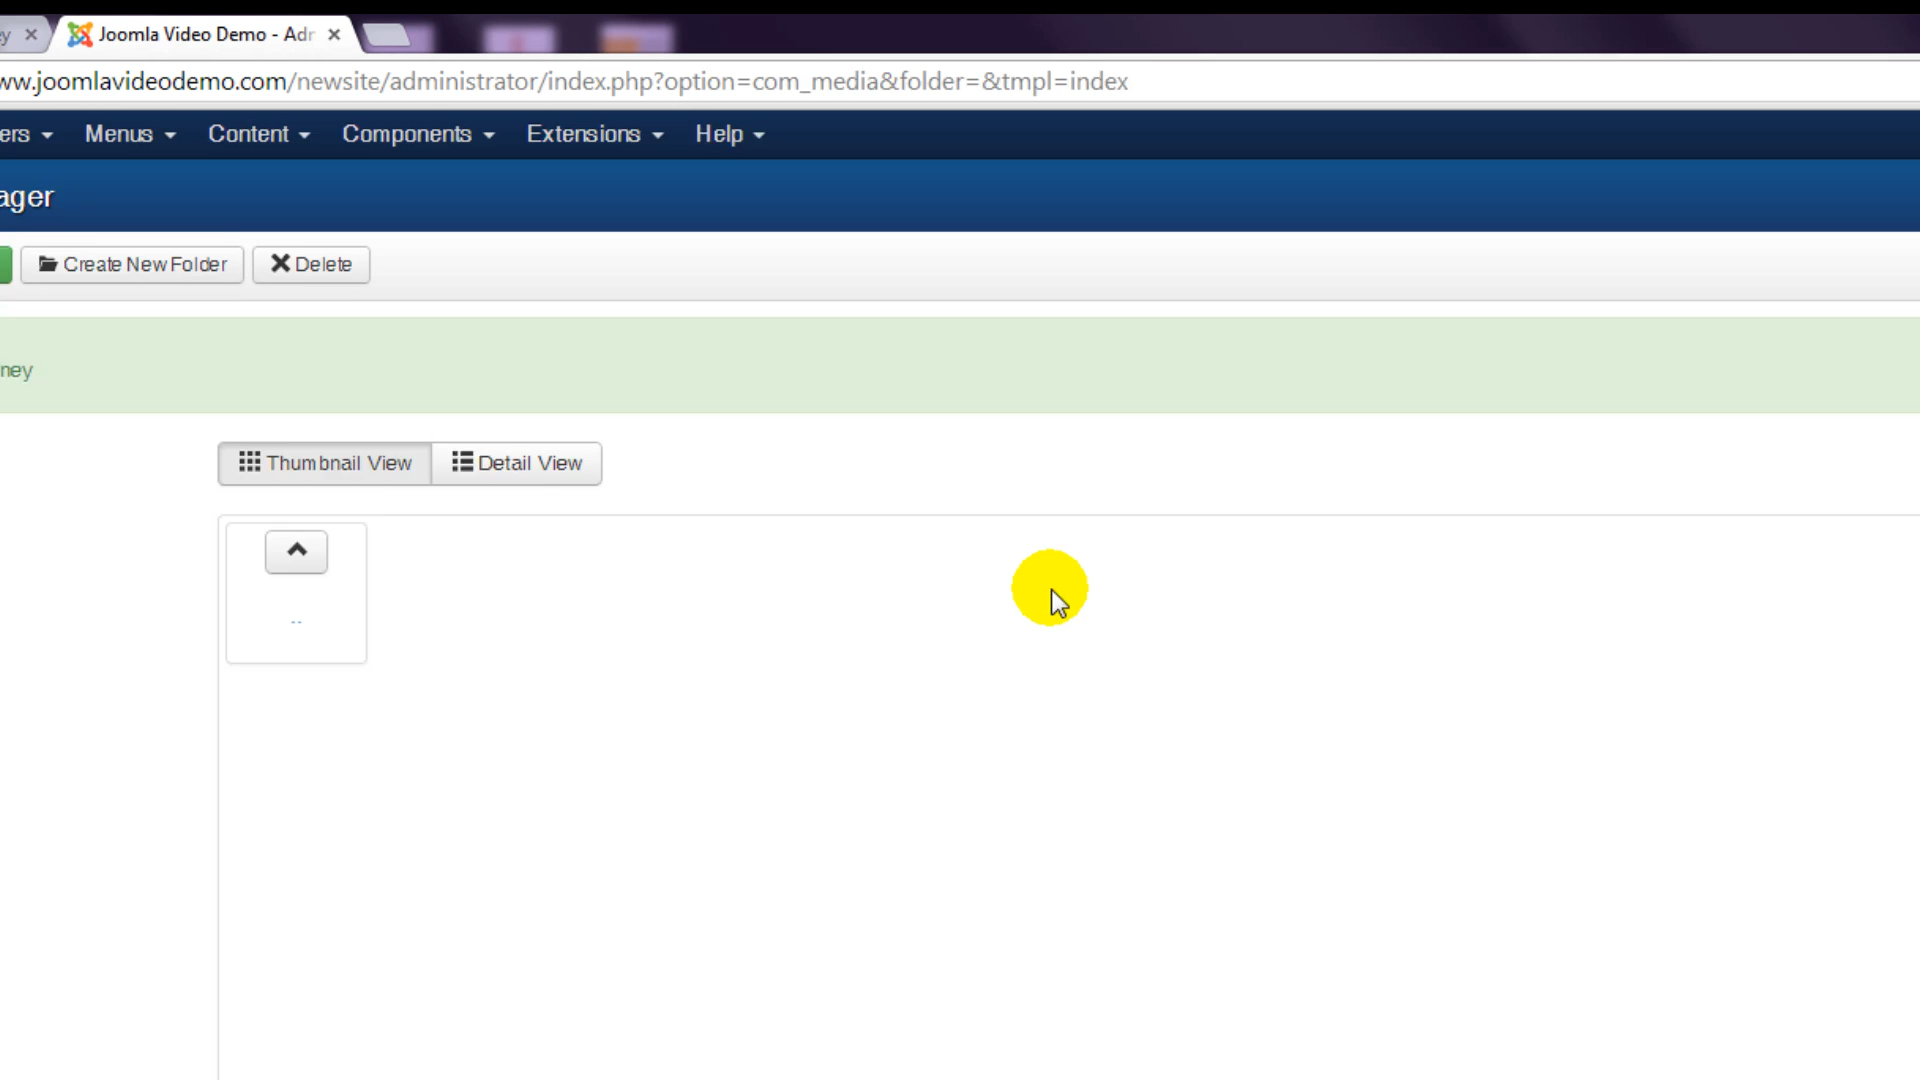 y
Joomla Video Demo - Adr
ww.joomlavideodemo.com/newsite/administrator/index.php?option=com_media&folder=&tmpl=index
ers Menus Content Components Extensions Help
ager
Create New Folder Delete
ney
Thumbnail View Detail View
..